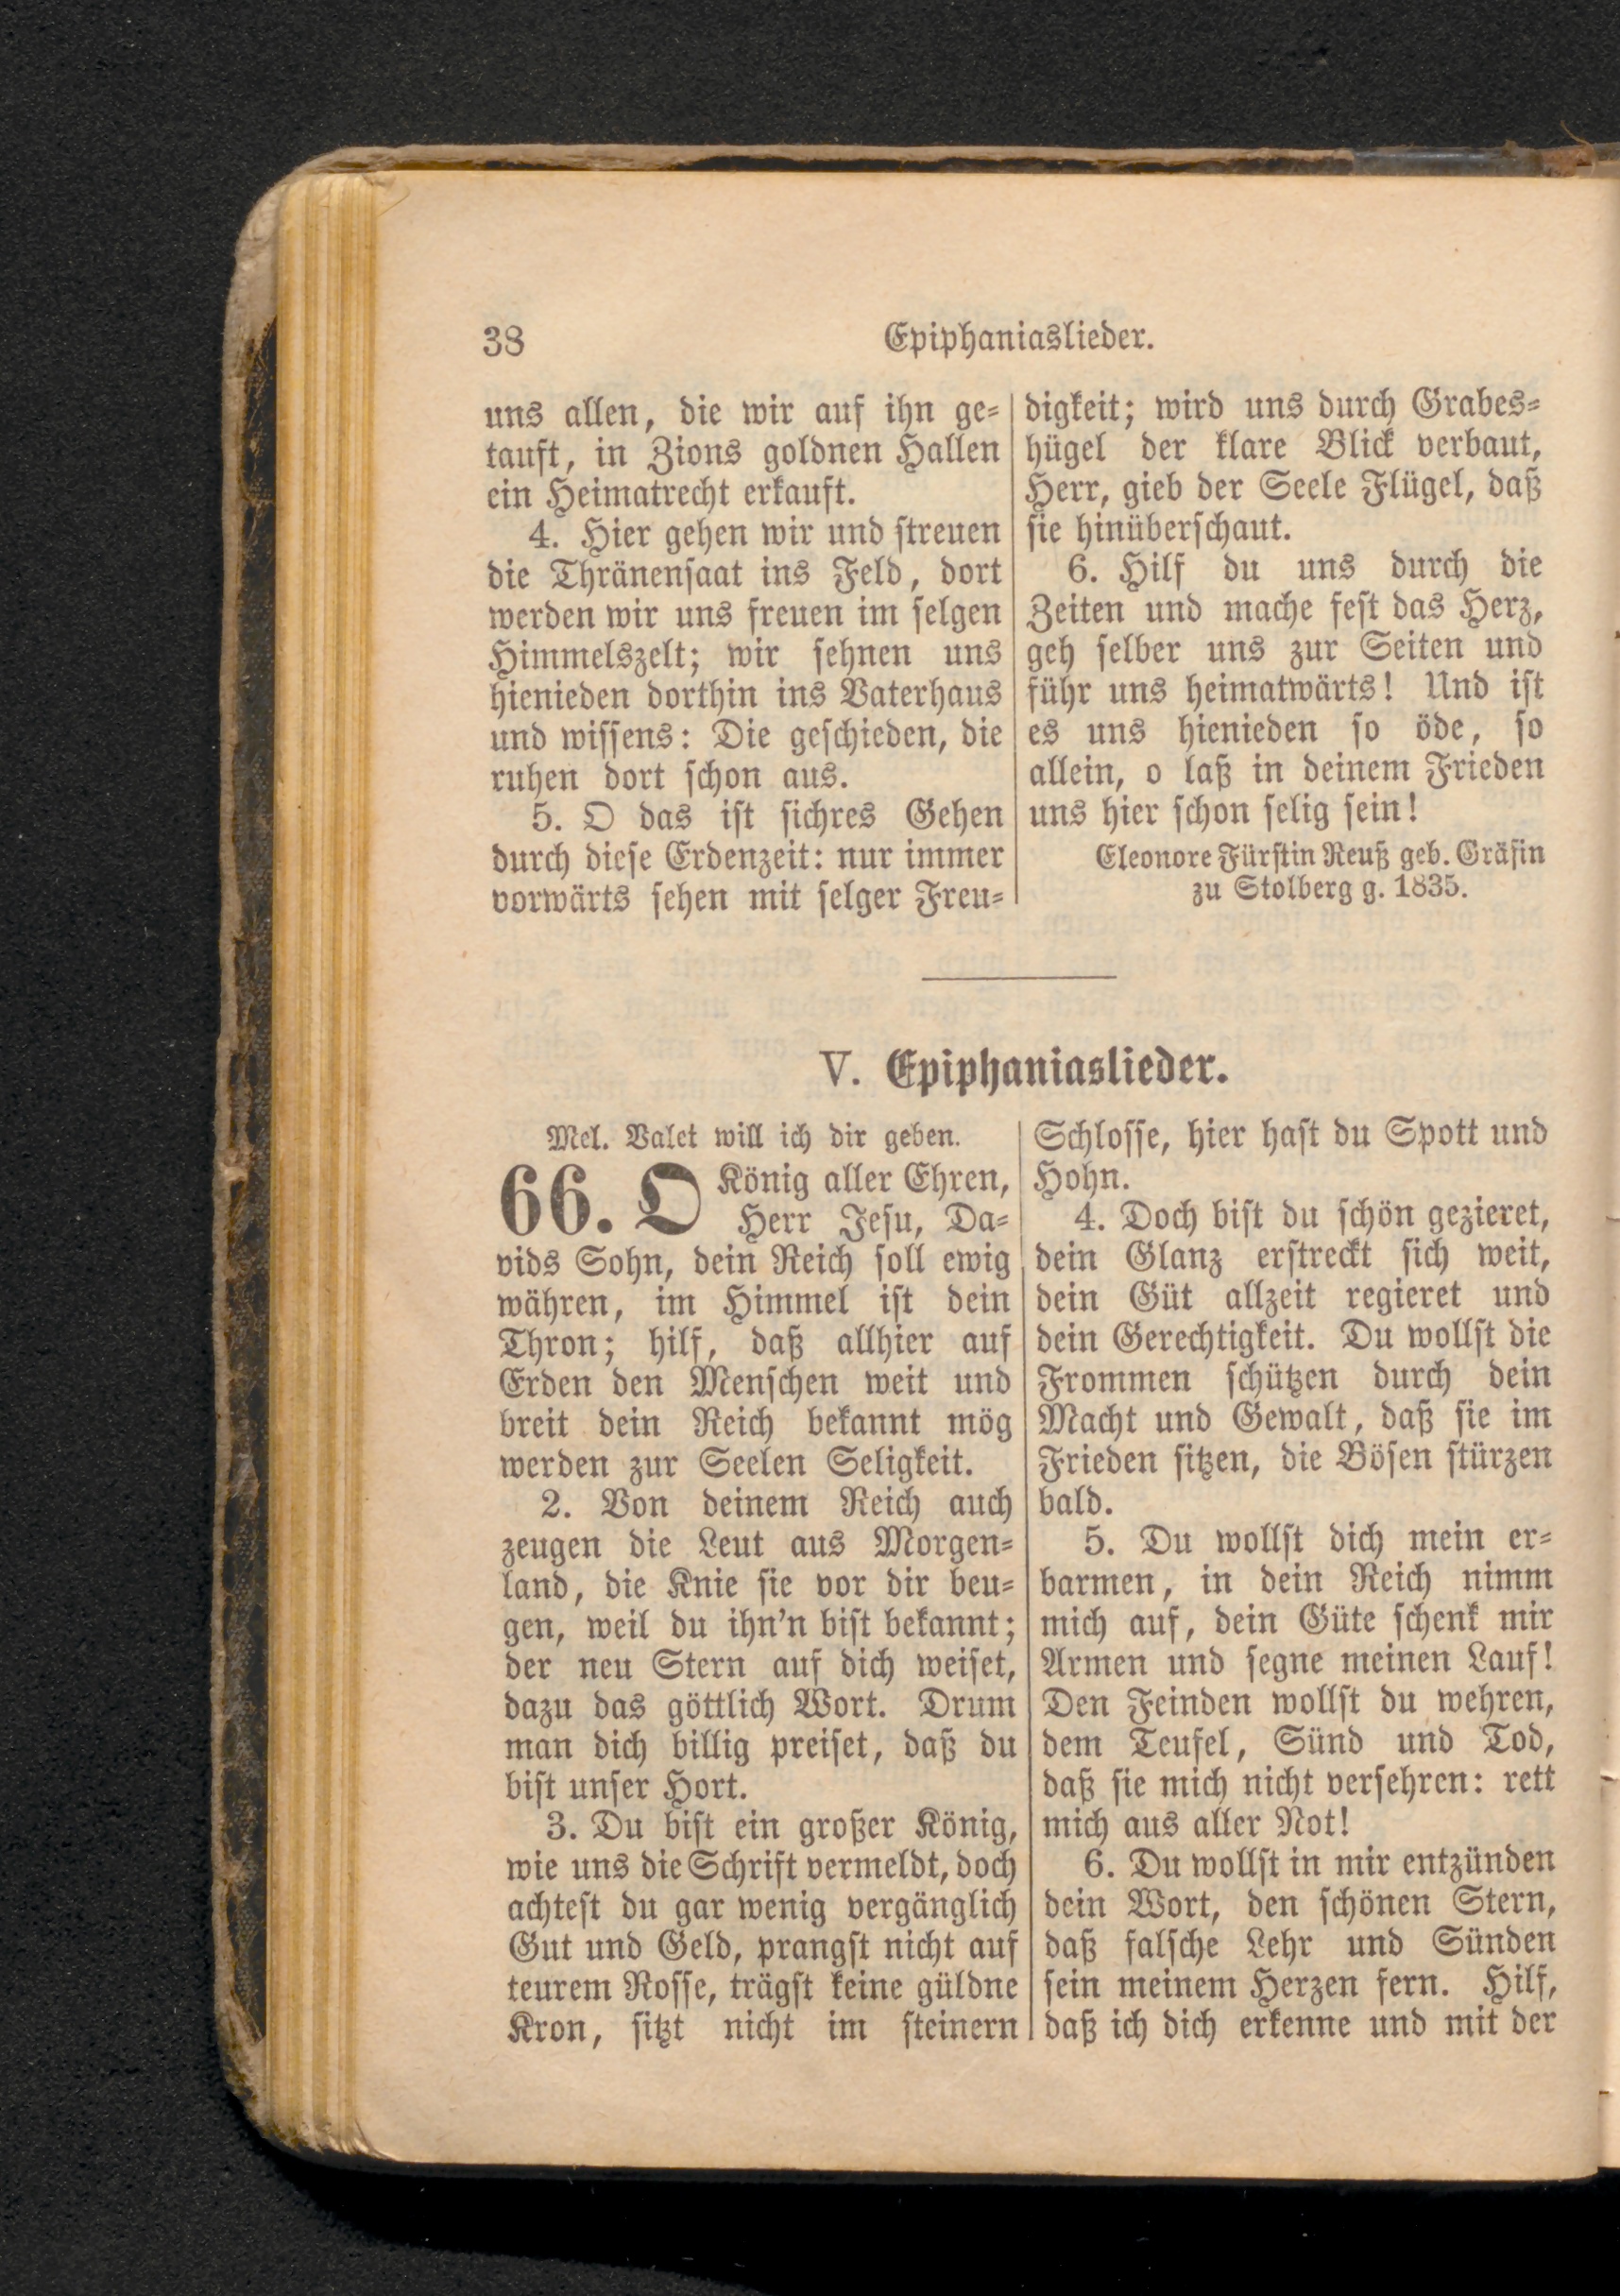 38
Epiphaniaslieder.
uns allen, die wir auf ihn ge-
tauft, in Zions goldnen Hallen
ein Heimatrecht erkauft.
4. Hier gehen wir und streuen
die Thränensaat ins Feld, dort
werden wir uns freuen im selgen
Himmelszelt; wir sehnen uns
hienieden dorthin ins Vaterhaus
und wissens: Die geschieden, die
ruhen dort schon aus.
5. O das ist sichres Gehen
durch diese Erdenzeit: nur immer
vorwärts sehen mit selger Freu-
digkeit; wird uns durch Grabes-
hügel der klare Blick verbaut,
Herr, gieb der Seele Flügel, daß
sie hinüberschaut.
6. Hilf du uns durch die
Zeiten und mache fest das Herz,
geh selber uns zur Seiten und
führ uns heimatwärts! Und ist
es uns hienieden so öde, so
allein, o laß in deinem Frieden
uns hier schon selig sein!
Eleonore Fürstin Reuß geb. Gräfin
zu Stolberg g. 1835.
V. Epiphaniaslieder.
Mel. Valet will ich dir geben.
66. O König aller Ehren,
Herr Jesu, Da-
vids Sohn, dein Reich soll ewig
währen, im Himmel ist dein
Thron; hilf, daß allhier auf
Erden den Menschen weit und
breit dein Reich bekannt mög
werden zur Seelen Seligkeit.
2. Von deinem Reich auch
zeugen die Leut aus Morgen-
land, die Knie sie vor dir beu-
gen, weil du ihn'n bist bekannt;
der neu Stern auf dich weiset,
dazu das göttlich Wort. Drum
man dich billig preiset, daß du
bist unser Hort.
3. Du bist ein großer König,
wie uns die Schrift vermeldt, doch
achtest du gar wenig vergänglich
Gut und Geld, prangst nicht auf
teurem Rosse, trägst keine güldne
Kron, sitzt nicht im steinern
Schlosse, hier hast du Spott und
Hohn.
4. Doch bist du schön gezieret,
dein Glanz erstreckt sich weit,
dein Güt allzeit regieret und
dein Gerechtigkeit. Du wollst die
Frommen schützen durch dein
Macht und Gewalt, daß sie im
Frieden sitzen, die Bösen stürzen
bald.
5. Du wollst dich mein er-
barmen, in dein Reich nimm
mich auf, dein Güte schenk mir
Armen und segne meinen Lauf!
Den Feinden wollst du wehren,
dem Teufel, Sünd und Tod,
daß sie mich nicht versehren: rett
mich aus aller Not!
6. Du wollst in mir entzünden
dein Wort, den schönen Stern,
daß falsche Lehr und Sünden
sein meinem Herzen fern. Hilf,
daß ich dich erkenne und mit der